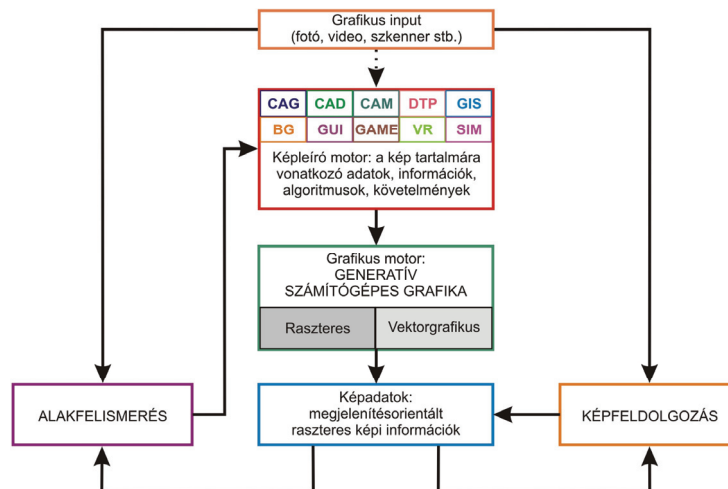 Grafikus input
(fotó, video, szkenner stb.)
CAG CAD CAM DTP GIS
BG GUI GAME VR SIM
Képleíró motor: a kép tartalmára
vonatkozó adatok, információk,
algoritmusok, követelmények
Grafikus motor:
GENERATÍV
SZÁMÍTÓGÉPES GRAFIKA
Raszteres Vektorgrafikus
ALAKFELISMERÉS
Képadatok:
megjelenítésorientált
raszteres képi információk
KÉPFELDOLGOZÁS